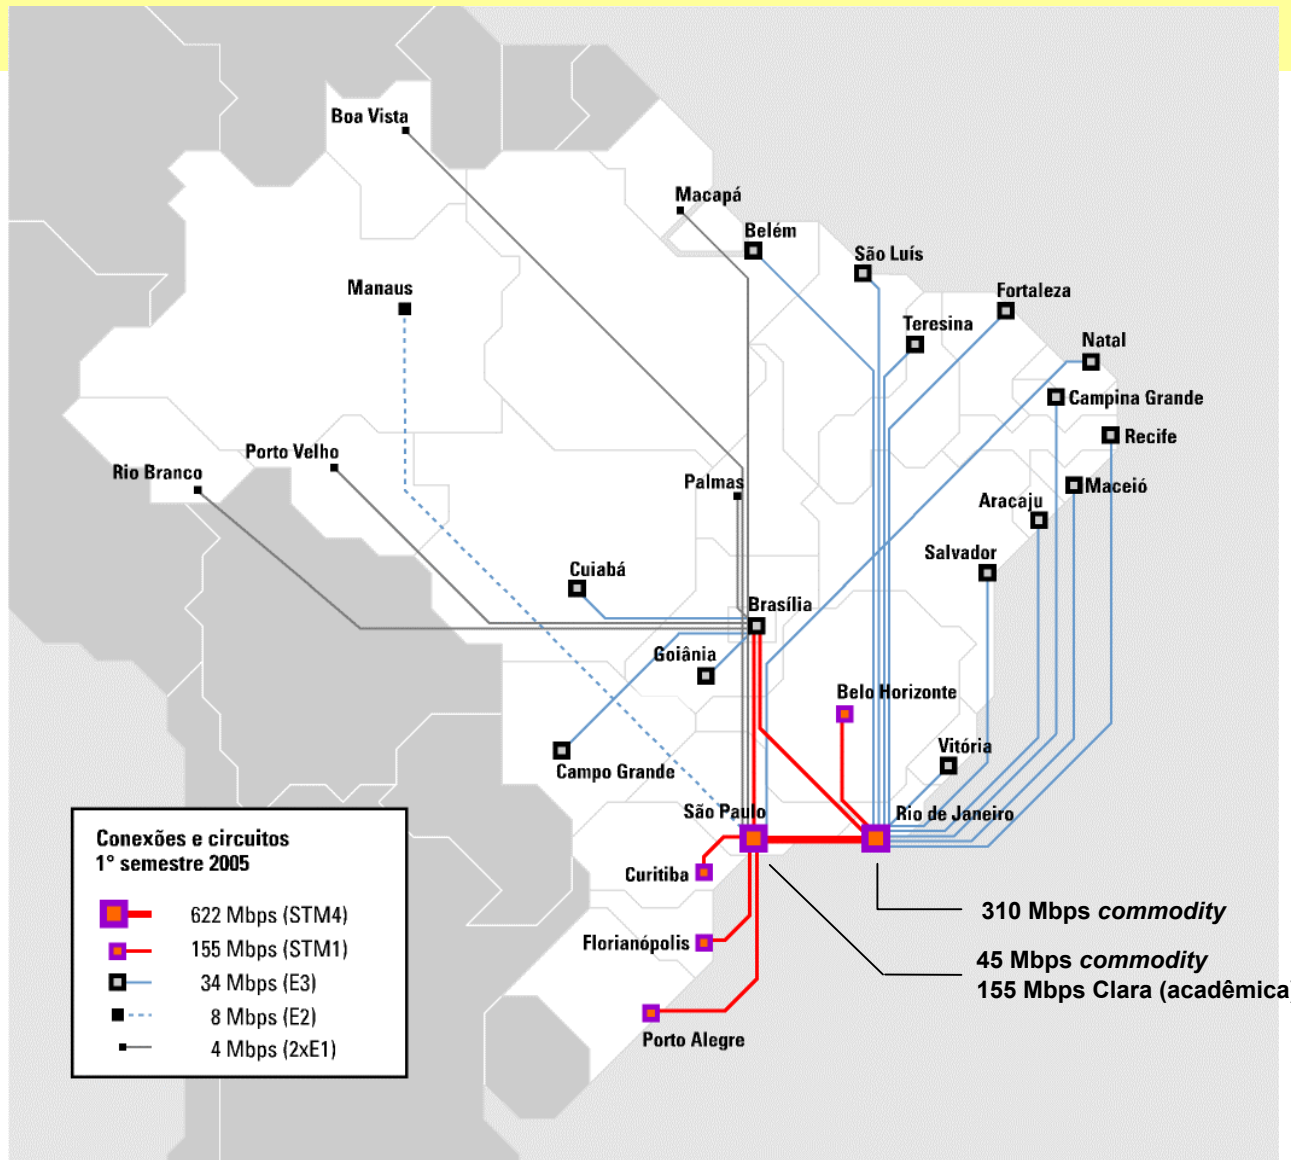 Boa Vista
Macapá
Belém
São Luís
Manaus
Fortaleza
Teresina
Natal
Campina Grande
Recife
Porto Velho
Rio Branco
Palmas
Maceió
Aracaju
Salvador
Cuiabá
Brasília
Goiânia
Belo Horizonte
Vitória
Campo Grande
São Paulo
Rio de Janeiro
Curitiba
Florianópolis
Porto Alegre
Conexões e circuitos
1° semestre 2005
622 Mbps (STM4)
155 Mbps (STM1)
34 Mbps (E3)
8 Mbps (E2)
4 Mbps (2xE1)
310 Mbps commodity
45 Mbps commodity
155 Mbps Clara (acadêmica)